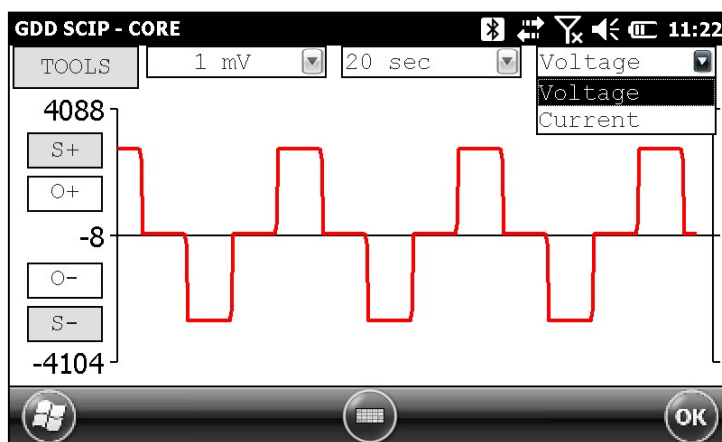 GDD SCIP - CORE 11:22
TOOLS 1 mV 20 sec Voltage
Voltage
Current
4088
S+
O+
-8
O-
S-
-4104
OK